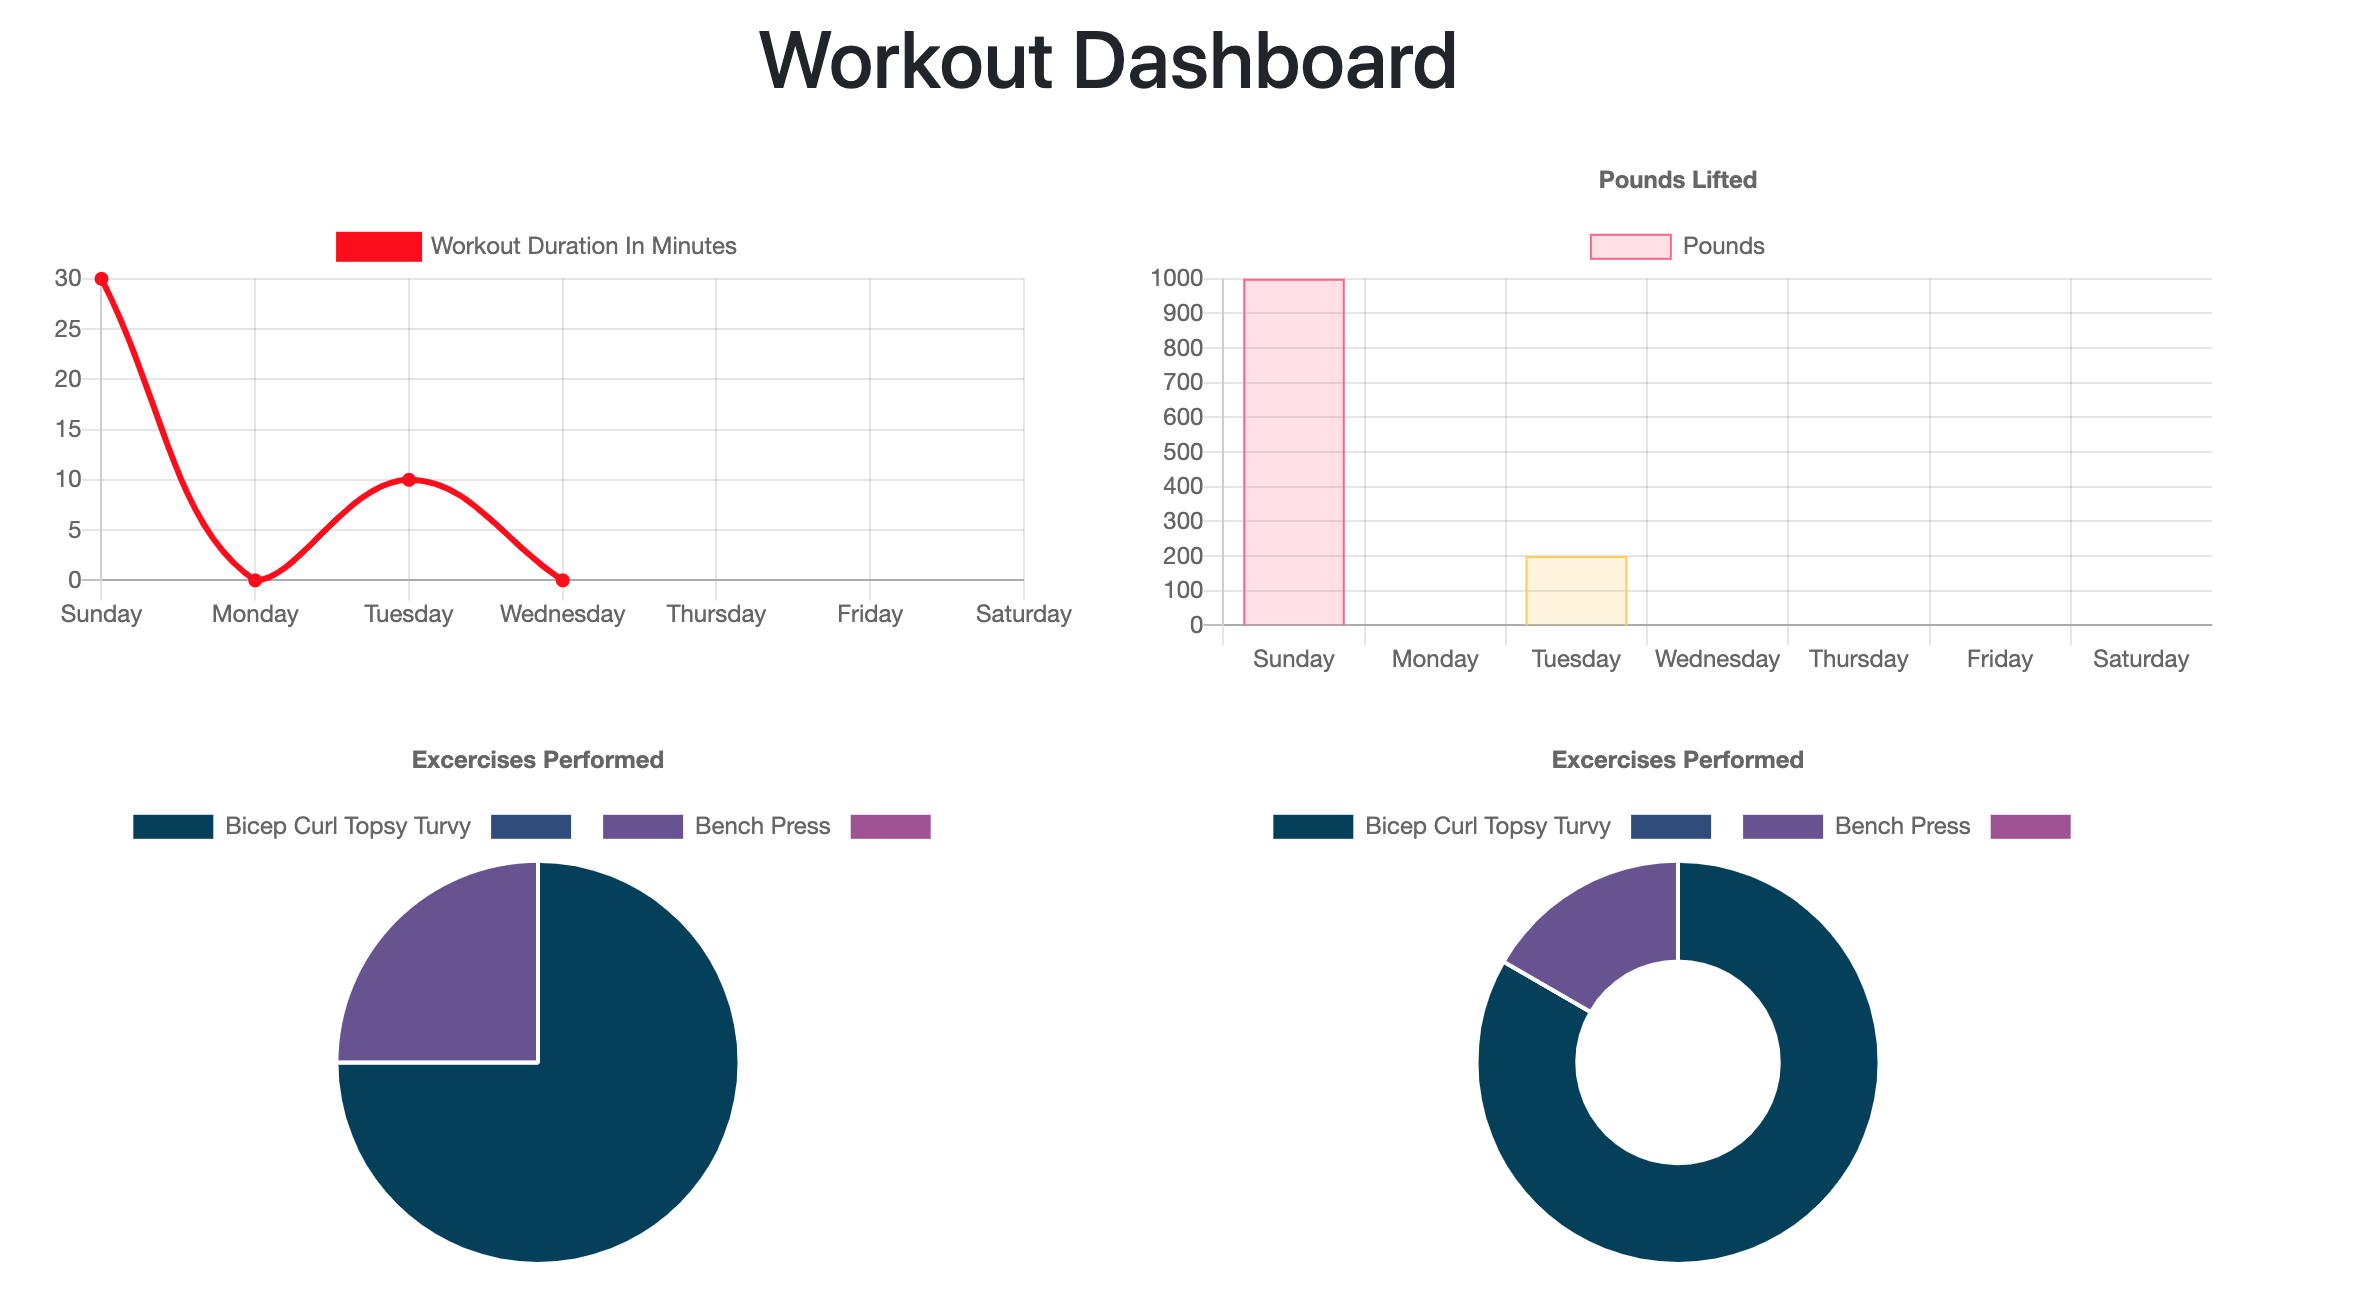 Workout Dashboard
Workout Duration In Minutes
30
25
20
15
10
5
0
Sunday Monday Tuesday Wednesday Thursday Friday Saturday
Pounds Lifted
Pounds
1000
900
800
700
600
500
400
300
200
100
0
Sunday Monday Tuesday Wednesday Thursday Friday Saturday
Excercises Performed
Bicep Curl Topsy Turvy Bench Press
Excercises Performed
Bicep Curl Topsy Turvy Bench Press